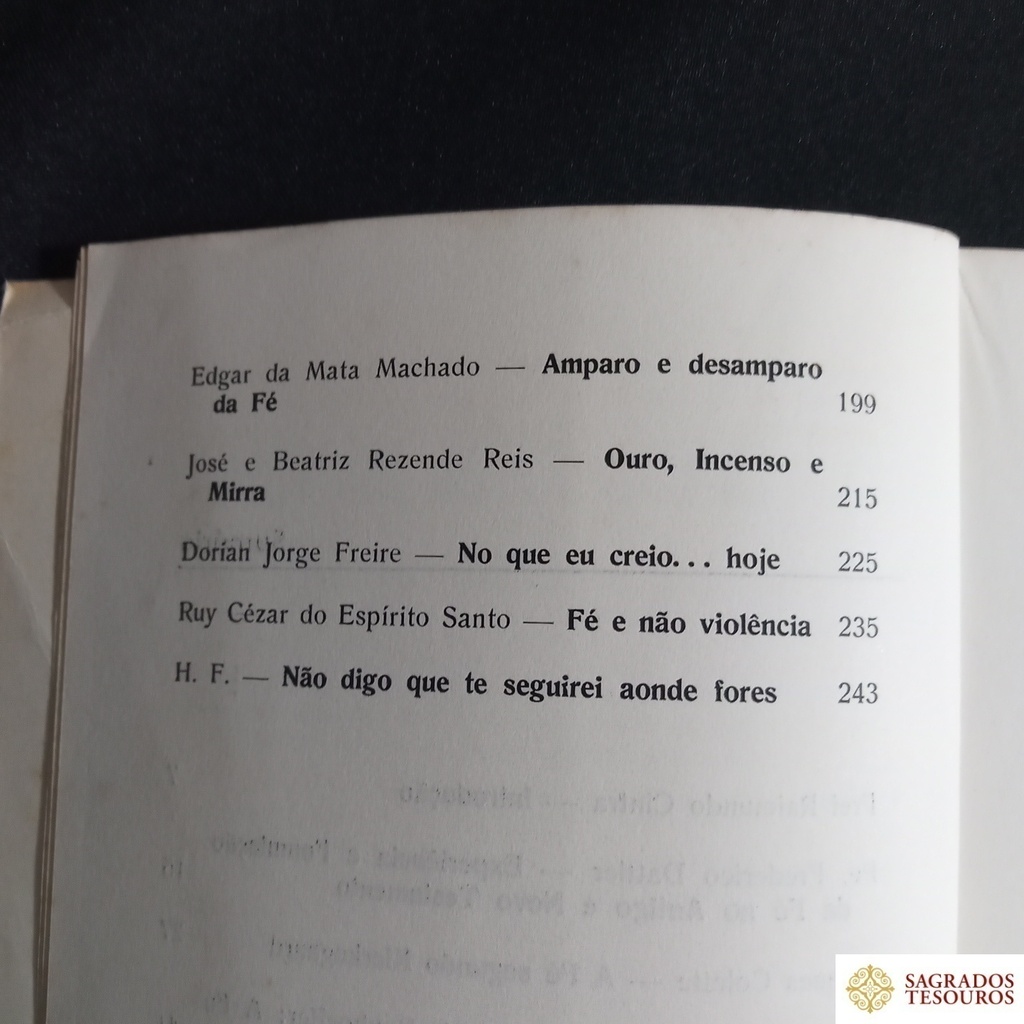 Edgar da Mata Machado — Amparo e desamparo
da Fé 199
José e Beatriz Rezende Reis — Ouro, Incenso e
Mirra 215
Dorian Jorge Freire — No que eu creio... hoje 225
Ruy Cézar do Espírito Santo — Fé e não violência 235
H. F. — Não digo que te seguirei aonde fores 243
SAGRADOS
TESOUROS